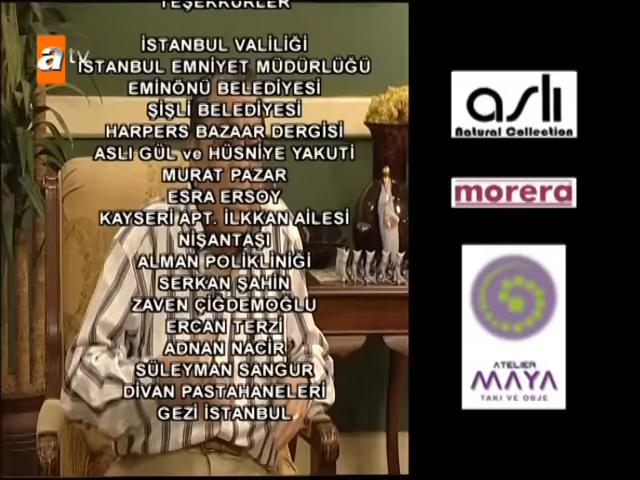 TEŞEKKÜRLER
İSTANBUL VALİLİĞİ
İSTANBUL EMNİYET MÜDÜRLÜĞÜ
EMİNÖNÜ BELEDİYESİ
ŞİŞLİ BELEDİYESİ
HARPERS BAZAAR DERGİSİ
ASLI GÜL ve HÜSNİYE YAKUTİ
MURAT PAZAR
ESRA ERSOY
KAYSERİ APT. İLKKAN AİLESİ
NİŞANTAŞI
ALMAN POLİKLİNİĞİ
SERKAN ŞAHİN
ZAVEN ÇİĞDEMOĞLU
ERCAN TERZİ
ADNAN NACİR
SÜLEYMAN SANGUR
DİVAN PASTAHANELERİ
GEZİ İSTANBUL
atv
aslı
Natural Collection
morera
ATELIER
MAYA
TAKI VE OBJE